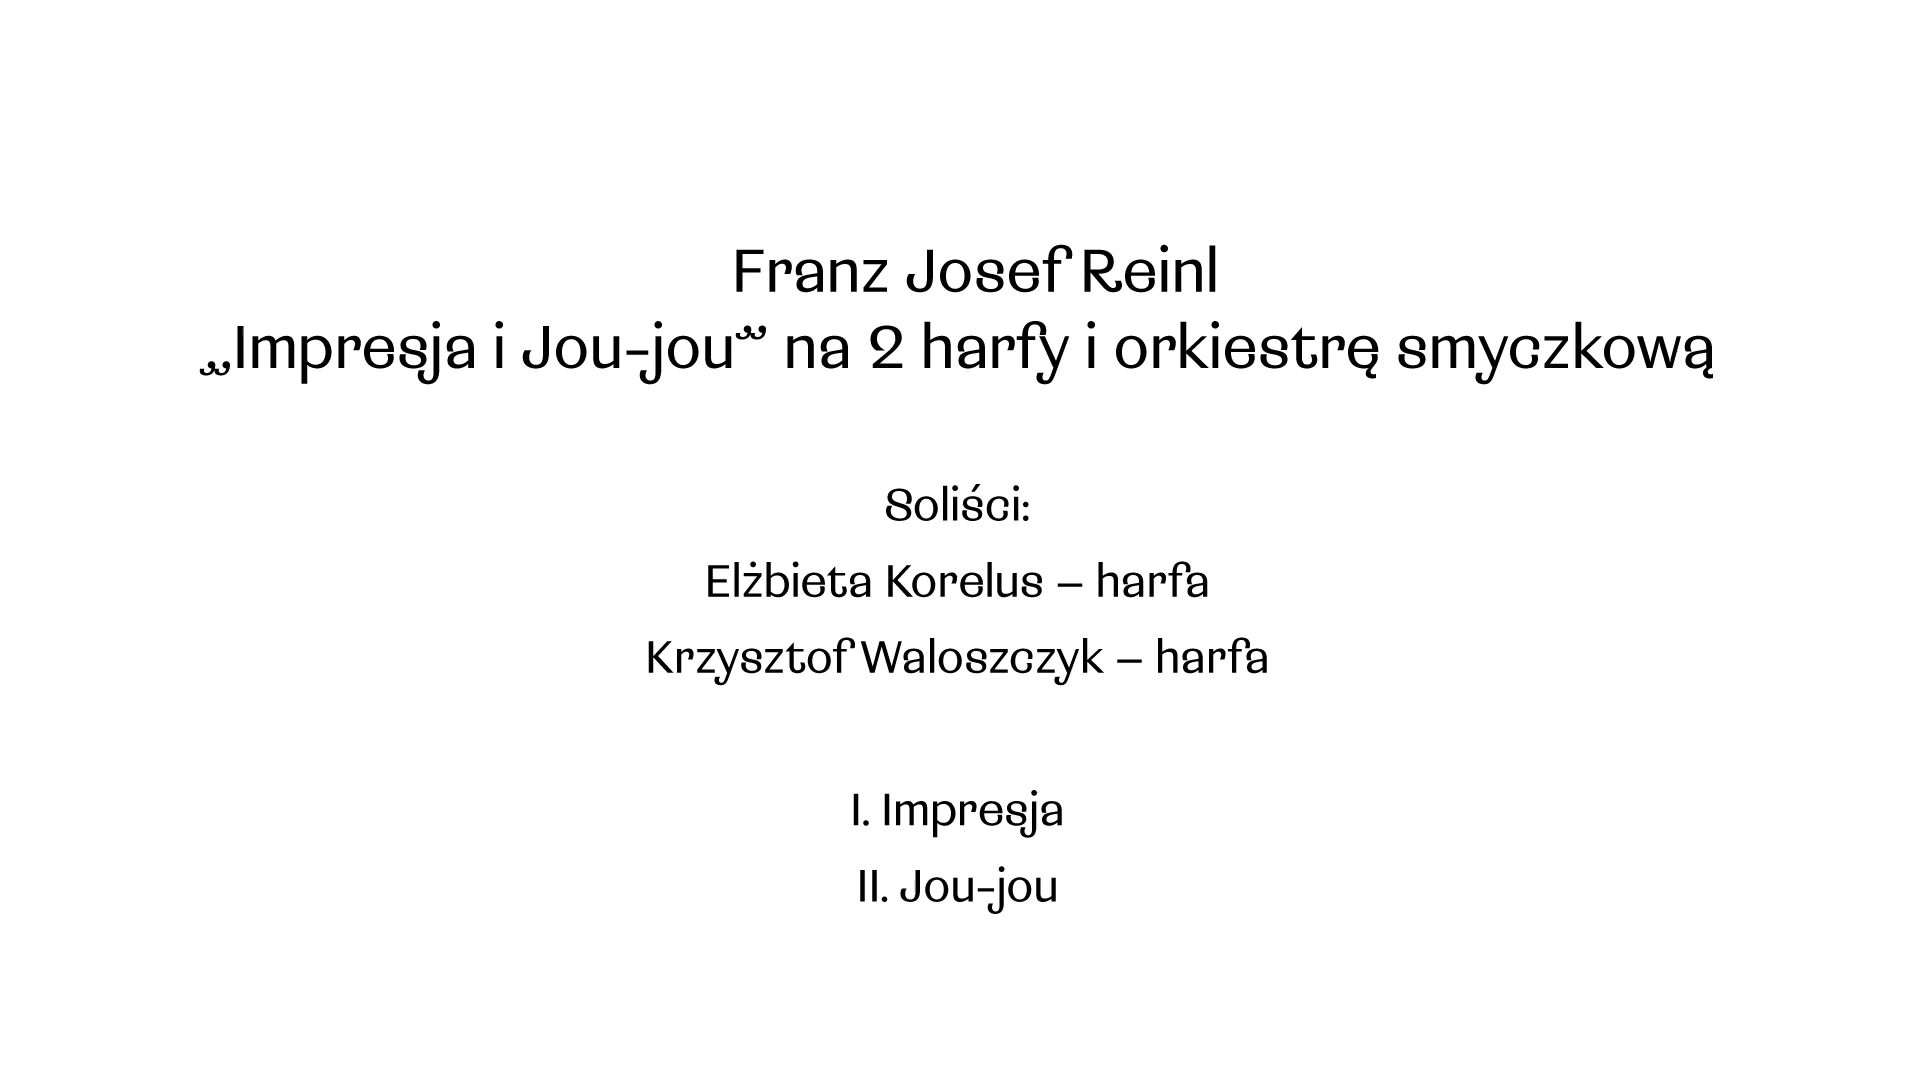 Franz Josef Reinl
„Impresja i Jou-jou” na 2 harfy i orkiestrę smyczkową
Soliści:
Elżbieta Korelus – harfa
Krzysztof Waloszczyk – harfa
I. Impresja
II. Jou-jou